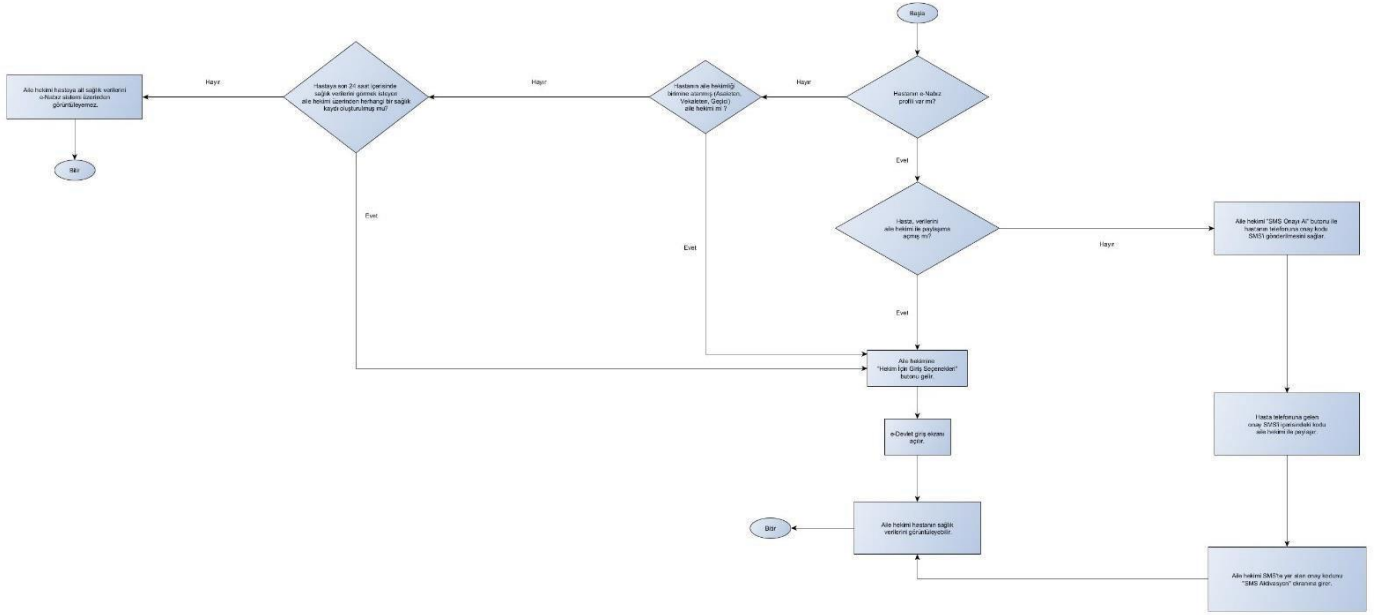 Başla
Hastanın e-Nabız
profili var mı?
Hayır
Hastanın aile hekimliği
birimine atanmış (Asaleten,
Vekaleten, Geçici)
aile hekimi mi ?
Hayır
Hastaya son 24 saat içerisinde
sağlık verilerini görmek isteyen
aile hekimi üzerinden herhangi bir sağlık
kaydı oluşturulmuş mu?
Hayır
Aile hekimi hastaya ait sağlık verilerini
e-Nabız sistemi üzerinden
görüntüleyemez.
Bitir
Evet
Evet
Evet
Hasta, verilerini
aile hekimi ile paylaşıma
açmış mı?
Hayır
Aile hekimi "SMS Onayı Al" butonu ile
hastanın telefonuna onay kodu
SMS'i gönderilmesini sağlar.
Evet
Aile hekimine
"Hekim İçin Giriş Seçenekleri"
butonu gelir.
e-Devlet giriş ekranı
açılır.
Hasta telefonuna gelen
onay SMS'i içerisindeki kodu
aile hekimi ile paylaşır.
Aile hekimi hastanın sağlık
verilerini görüntüleyebilir.
Bitir
Aile hekimi SMS'te yer alan onay kodunu
"SMS Aktivasyon" ekranına girer.